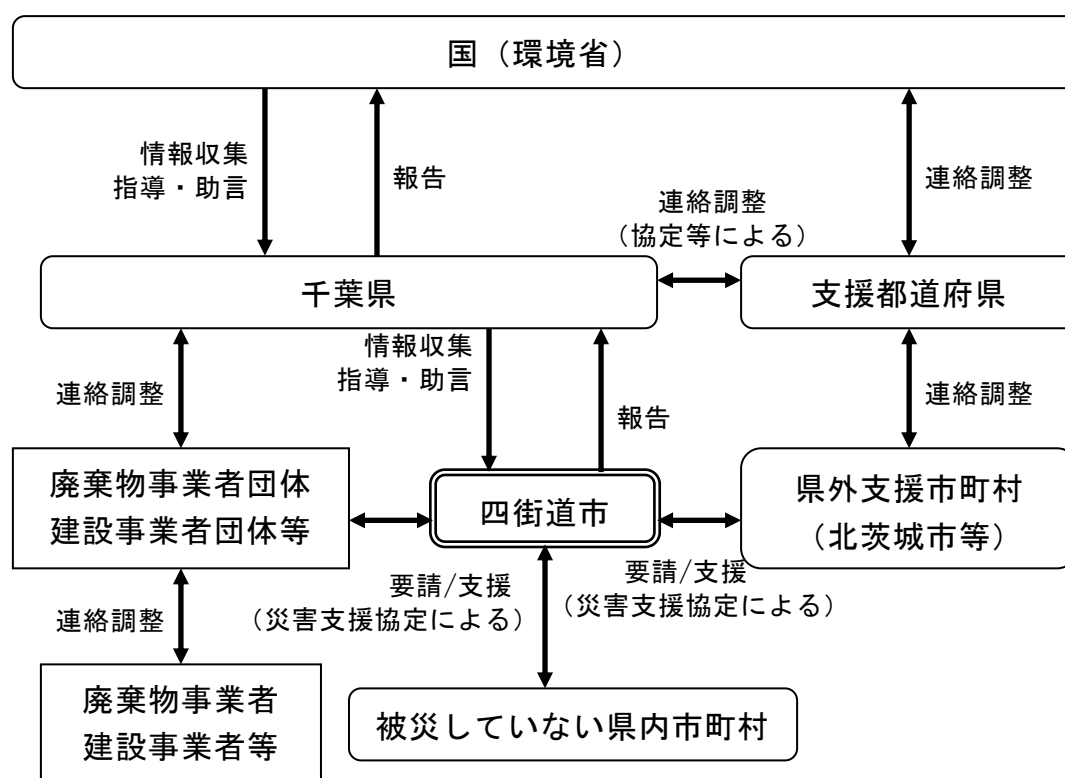 国（環境省）
情報収集
指導・助言
報告
連絡調整
連絡調整
（協定等による）
千葉県
支援都道府県
連絡調整
情報収集
指導・助言
報告
連絡調整
廃棄物事業者団体
建設事業者団体等
四街道市
県外支援市町村
（北茨城市等）
要請/支援
（災害支援協定による）
要請/支援
（災害支援協定による）
連絡調整
廃棄物事業者
建設事業者等
被災していない県内市町村